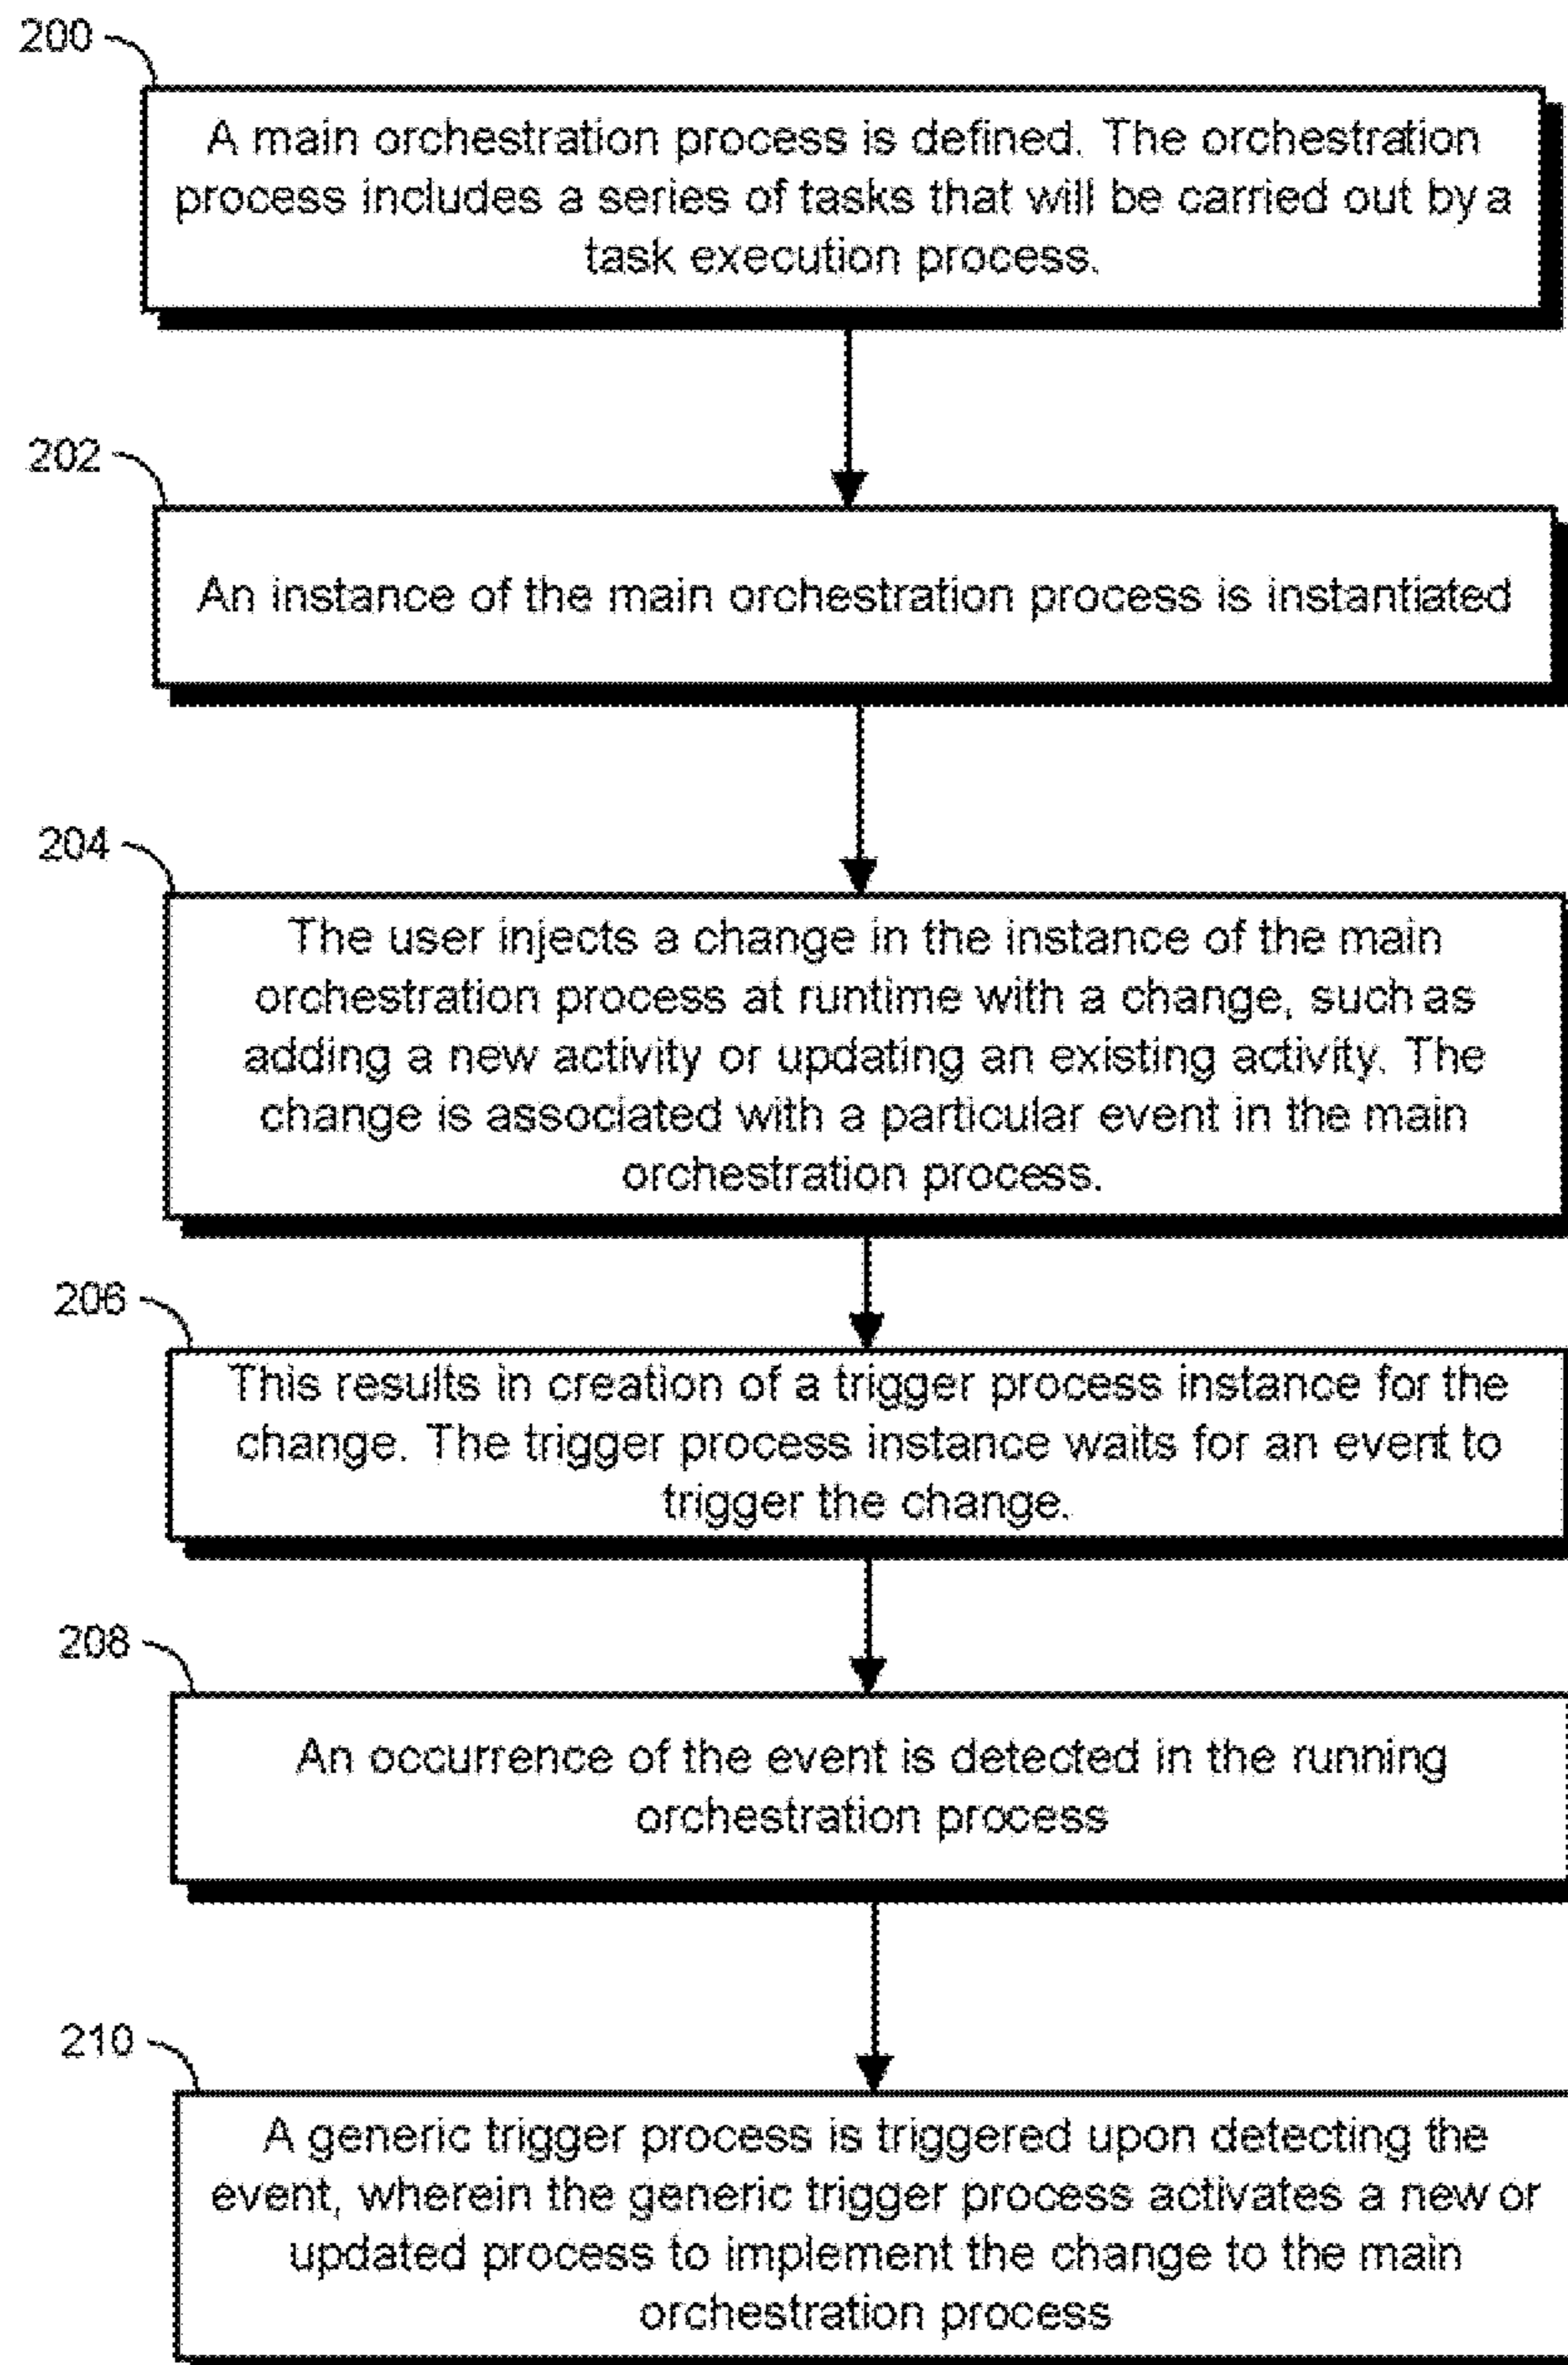 200
A main orchestration process is defined. The orchestration
process includes a series of tasks that will be carried out by a
task execution process.
202
An instance of the main orchestration process is instantiated
204
The user injects a change in the instance of the main
orchestration process at runtime with a change, such as
adding a new activity or updating an existing activity. The
change is associated with a particular event in the main
orchestration process.
206
This results in creation of a trigger process instance for the
change. The trigger process instance waits for an event to
trigger the change.
208
An occurrence of the event is detected in the running
orchestration process
210
A generic trigger process is triggered upon detecting the
event, wherein the generic trigger process activates a new or
updated process to implement the change to the main
orchestration process